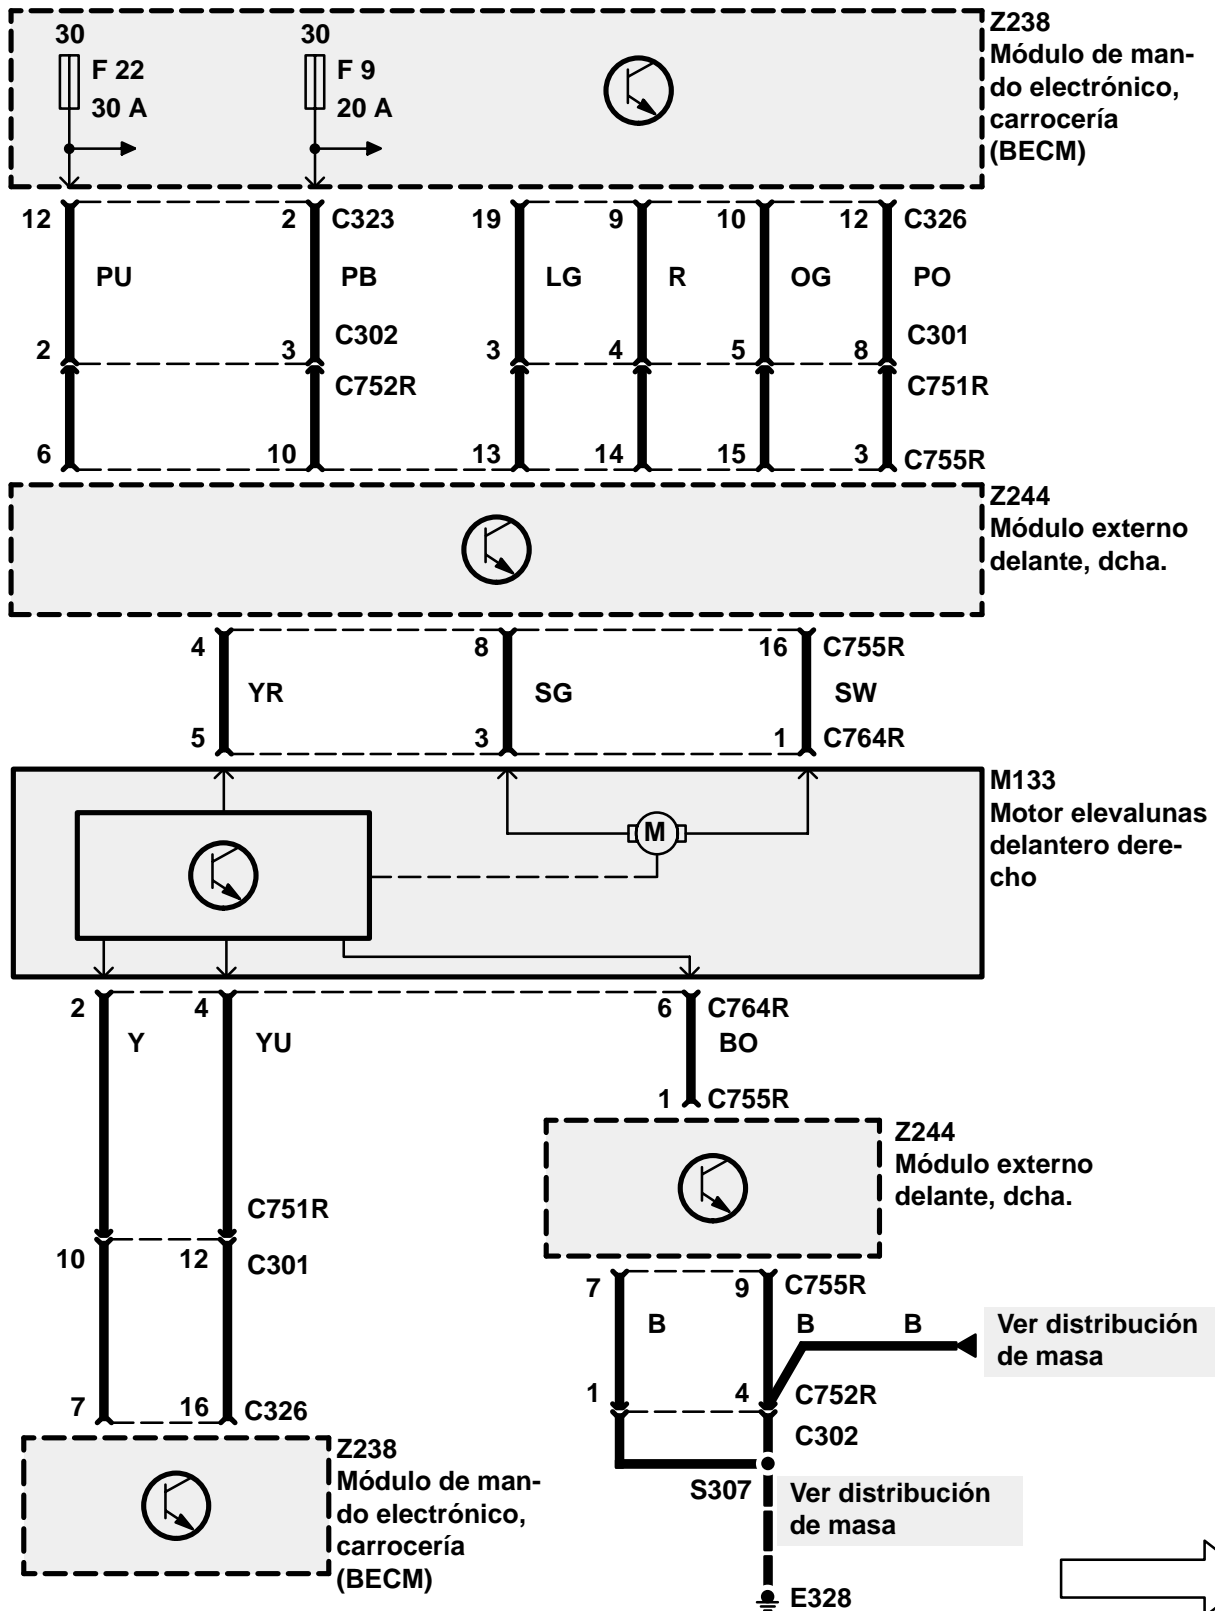 30 30
F 22 F 9
30 A 20 A
Z238
Módulo de man-
do electrónico,
carrocería
(BECM)
12 2 C323 19 9 10 12 C326
PU PB LG R OG PO
C302 C301
2 3 3 4 5 8
C752R C751R
6 10 13 14 15 3 C755R
Z244
Módulo externo
delante, dcha.
4 8 16 C755R
YR SG SW
5 3 1 C764R
M133
Motor elevalunas
delantero dere-
cho
M
2 4 6 C764R
Y YU BO
1 C755R
Z244
Módulo externo
delante, dcha.
C751R
10 12 C301
7 9 C755R
B B B
Ver distribución
de masa
1 4 C752R
7 16 C326
C302
Z238
Módulo de man-
do electrónico,
carrocería
(BECM)
S307
Ver distribución
de masa
E328